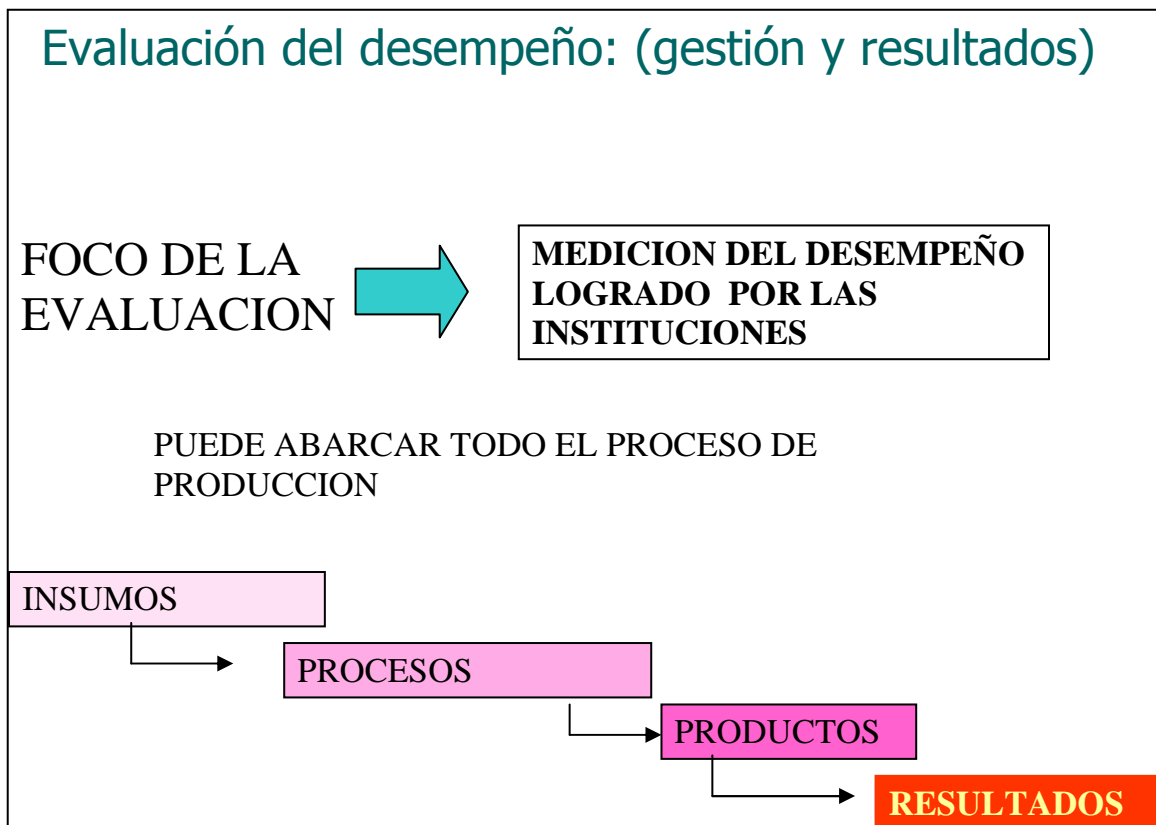 Evaluación del desempeño: (gestión y resultados)
FOCO DE LA
EVALUACION
MEDICION DEL DESEMPEÑO
LOGRADO POR LAS
INSTITUCIONES
PUEDE ABARCAR TODO EL PROCESO DE
PRODUCCION
INSUMOS
PROCESOS
PRODUCTOS
RESULTADOS